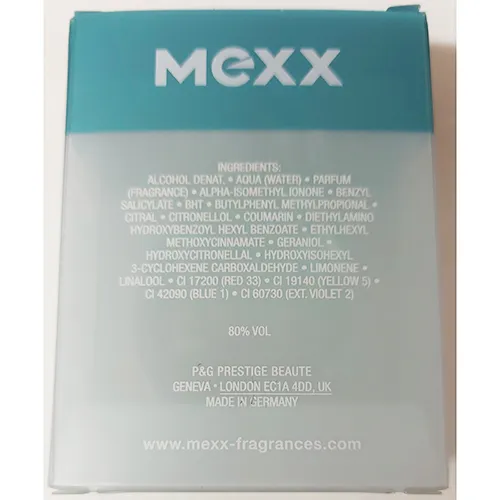 mexx
INGREDIENTS:
ALCOHOL DENAT. • AQUA (WATER) • PARFUM
(FRAGRANCE) • ALPHA-ISOMETHYL IONONE • BENZYL
SALICYLATE • BHT • BUTYLPHENYL METHYLPROPIONAL •
CITRAL • CITRONELLOL • COUMARIN • DIETHYLAMINO
HYDROXYBENZOYL HEXYL BENZOATE • ETHYLHEXYL
METHOXYCINNAMATE • GERANIOL •
HYDROXYCITRONELLAL • HYDROXYISOHEXYL
3-CYCLOHEXENE CARBOXALDEHYDE • LIMONENE •
LINALOOL • CI 17200 (RED 33) • CI 19140 (YELLOW 5) •
CI 42090 (BLUE 1) • CI 60730 (EXT. VIOLET 2)
80% VOL
P&G PRESTIGE BEAUTE
GENEVA • LONDON EC1A 4DD, UK
MADE IN GERMANY
www.mexx-fragrances.com